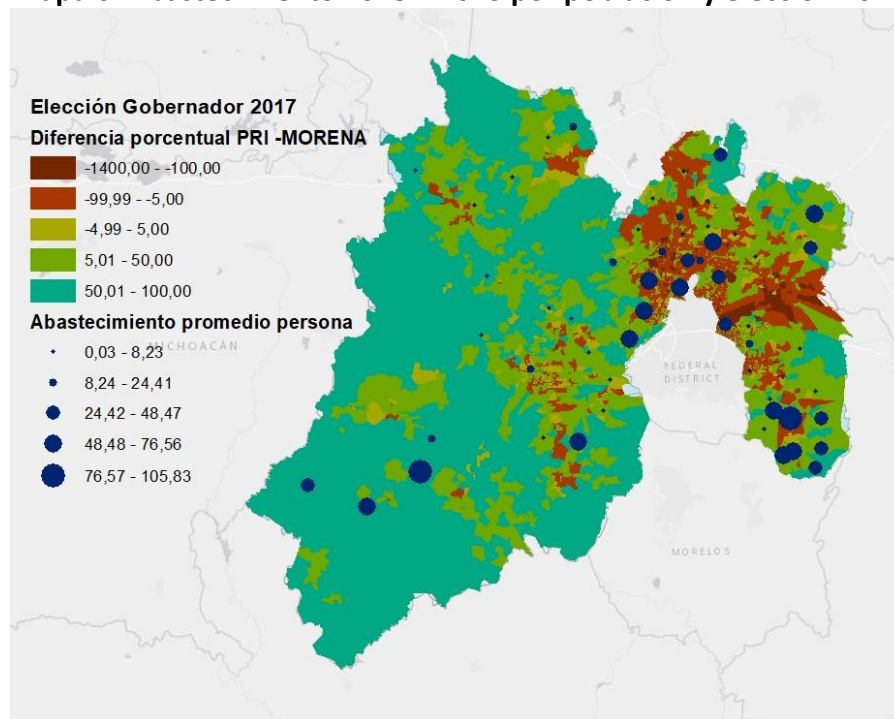 Elección Gobernador 2017
Diferencia porcentual PRI -MORENA
-1400,00 - -100,00
-99,99 - -5,00
-4,99 - 5,00
5,01 - 50,00
50,01 - 100,00
Abastecimiento promedio persona
0,03 - 8,23
8,24 - 24,41
24,42 - 48,47
48,48 - 76,56
76,57 - 105,83
MICHOACÁN
FEDERAL
DISTRICT
MORELOS